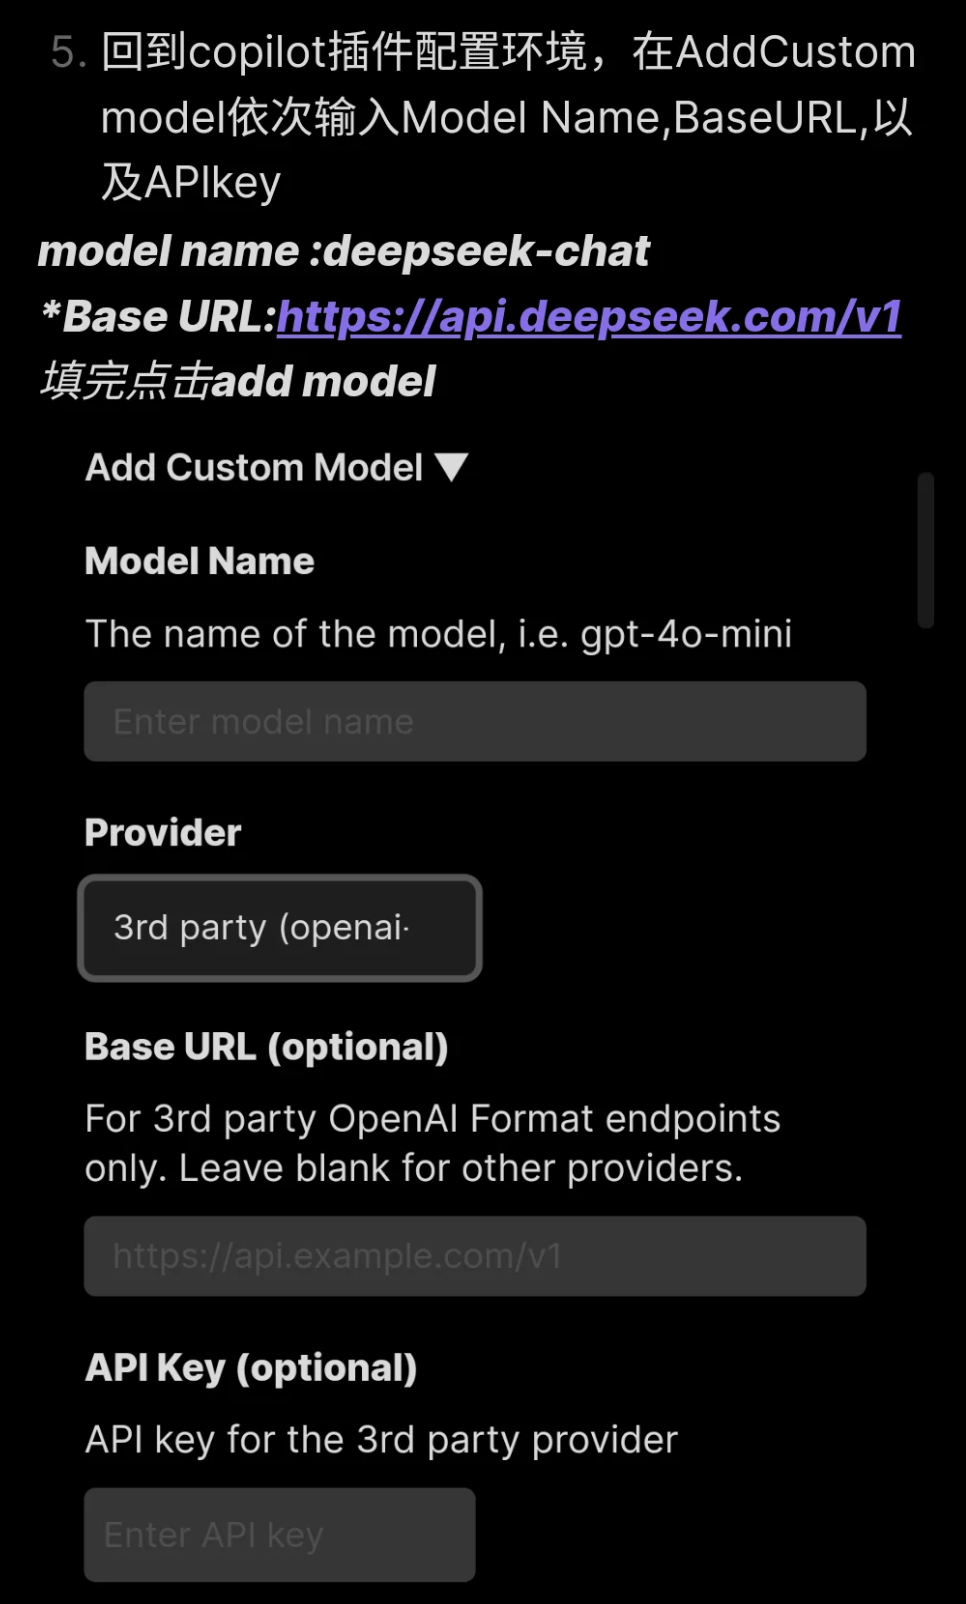 5. 回到copilot插件配置环境，在AddCustom
model依次输入Model Name,BaseURL,以
及APIkey
model name :deepseek-chat
*Base URL:https://api.deepseek.com/v1
填完点击add model
Add Custom Model ▼
Model Name
The name of the model, i.e. gpt-4o-mini
Enter model name
Provider
3rd party (openai-
Base URL (optional)
For 3rd party OpenAI Format endpoints
only. Leave blank for other providers.
https://api.example.com/v1
API Key (optional)
API key for the 3rd party provider
Enter API key